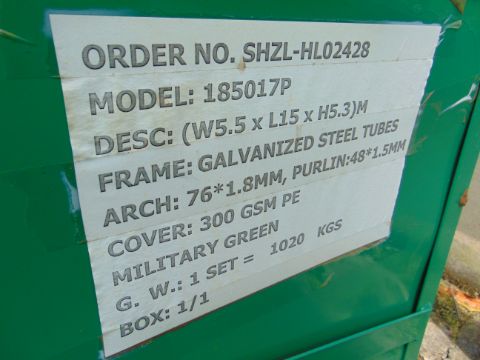 ORDER NO. SHZL-HL02428
MODEL: 185017P
DESC: (W5.5 x L15 x H5.3)M
FRAME: GALVANIZED STEEL TUBES
ARCH: 76*1.8MM, PURLIN:48*1.5MM
COVER: 300 GSM PE
MILITARY GREEN
G. W.: 1 SET = 1020 KGS
BOX: 1/1